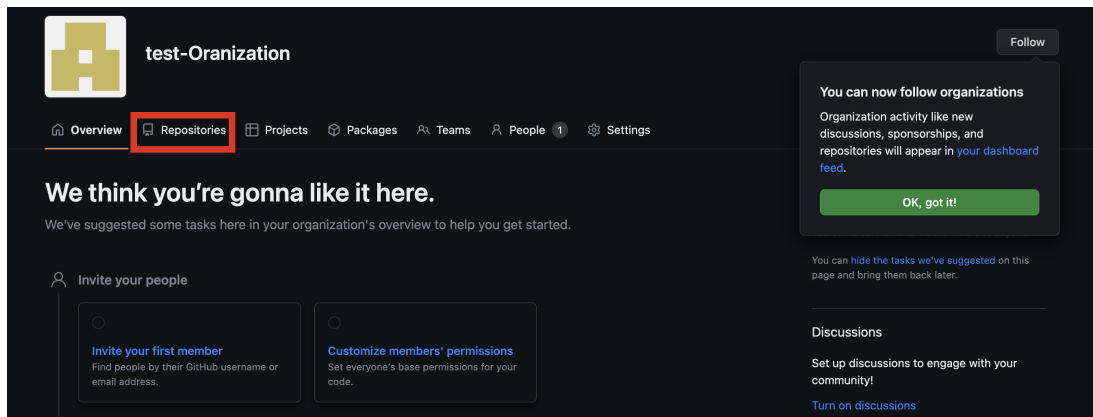 test-Oranization
Follow
You can now follow organizations
Organization activity like new
discussions, sponsorships, and
repositories will appear in your dashboard
feed.
OK, got it!
Overview
Repositories
Projects
Packages
Teams
People 1
Settings
We think you’re gonna like it here.
We’ve suggested some tasks here in your organization’s overview to help you get started.
Invite your people
Invite your first member
Find people by their GitHub username or
email address.
Customize members' permissions
Set everyone’s base permissions for your
code.
You can hide the tasks we’ve suggested on this
page and bring them back later.
Discussions
Set up discussions to engage with your
community!
Turn on discussions